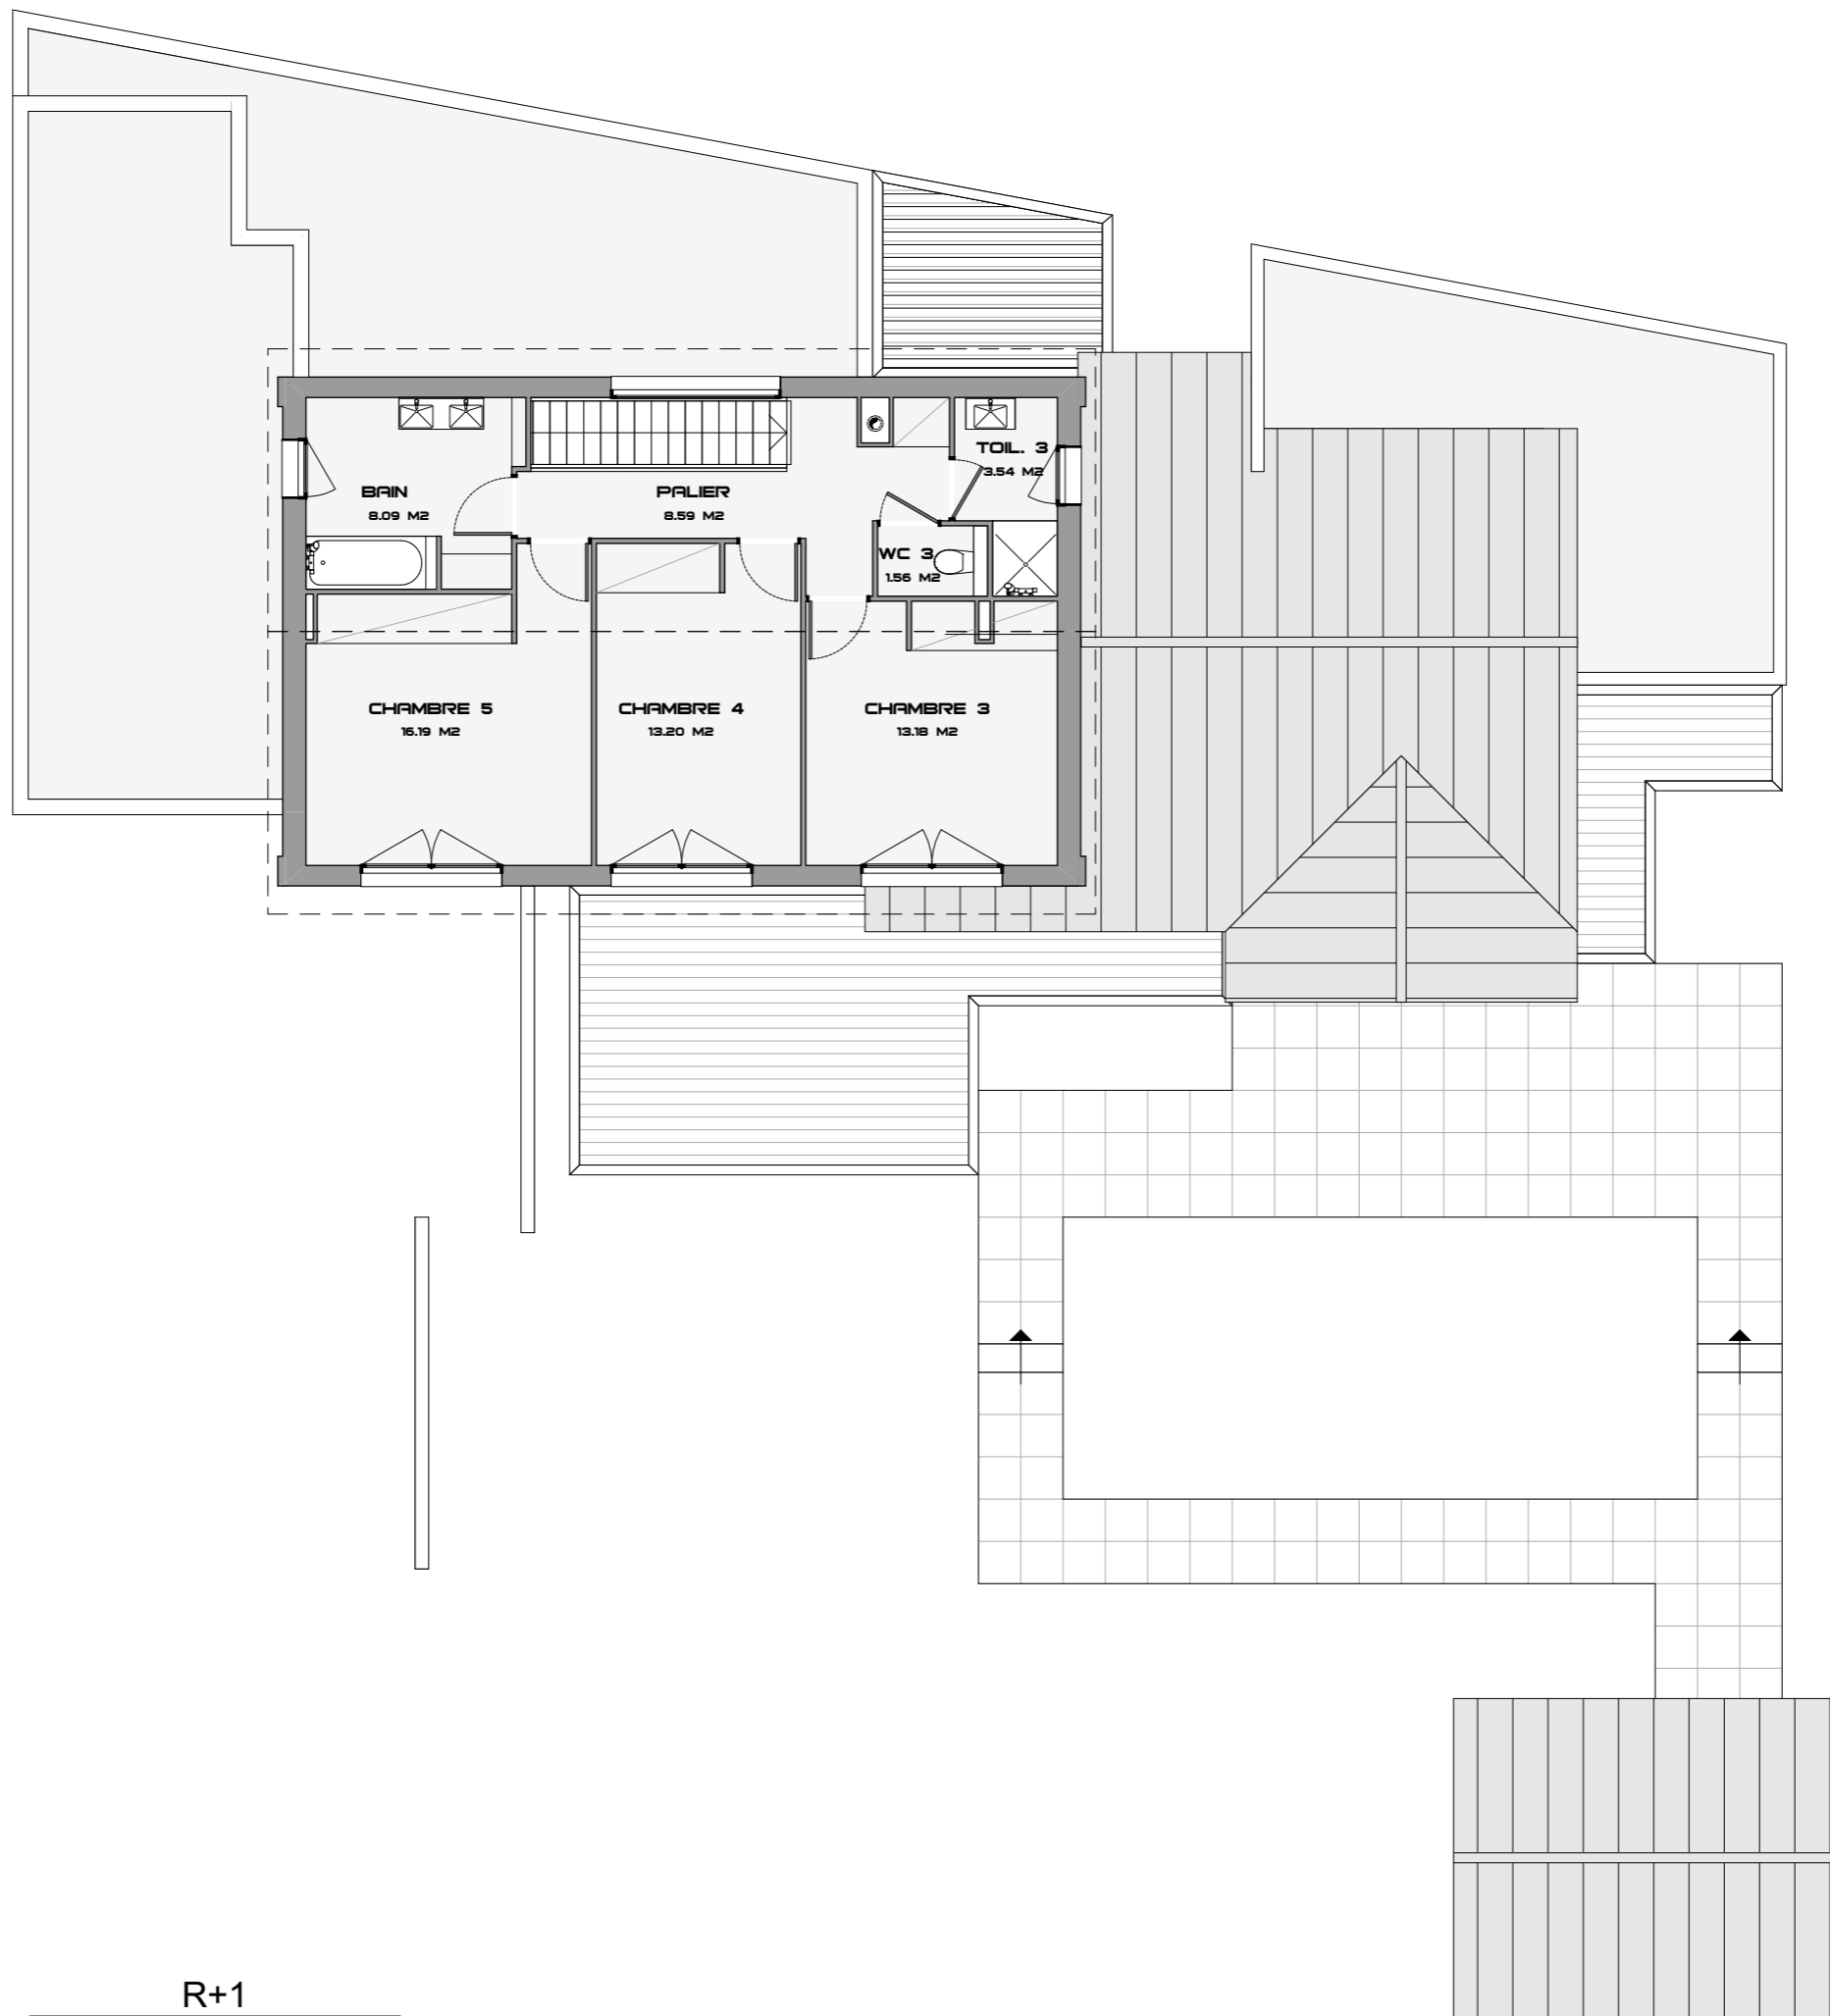 TOIL. 3
3.54 M2
BAIN
8.09 M2
PALIER
8.59 M2
WC 3
1.56 M2
CHAMBRE 5
16.19 M2
CHAMBRE 4
13.20 M2
CHAMBRE 3
13.18 M2
R+1